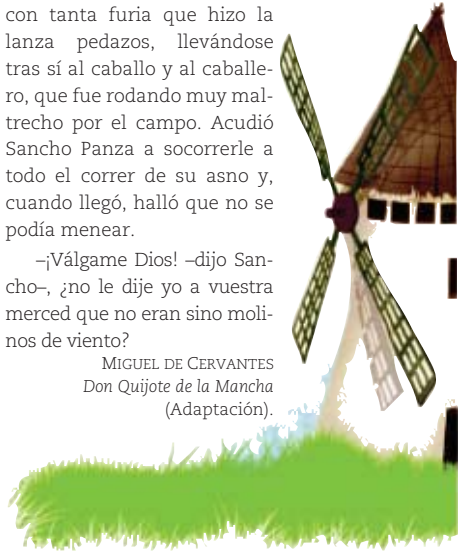 con tanta furia que hizo la
lanza pedazos, llevándose
tras sí al caballo y al caballe-
ro, que fue rodando muy mal-
trecho por el campo. Acudió
Sancho Panza a socorrerle a
todo el correr de su asno y,
cuando llegó, halló que no se
podía menear.
–¡Válgame Dios! –dijo San-
cho–, ¿no le dije yo a vuestra
merced que no eran sino moli-
nos de viento?
MIGUEL DE CERVANTES
Don Quijote de la Mancha
(Adaptación).